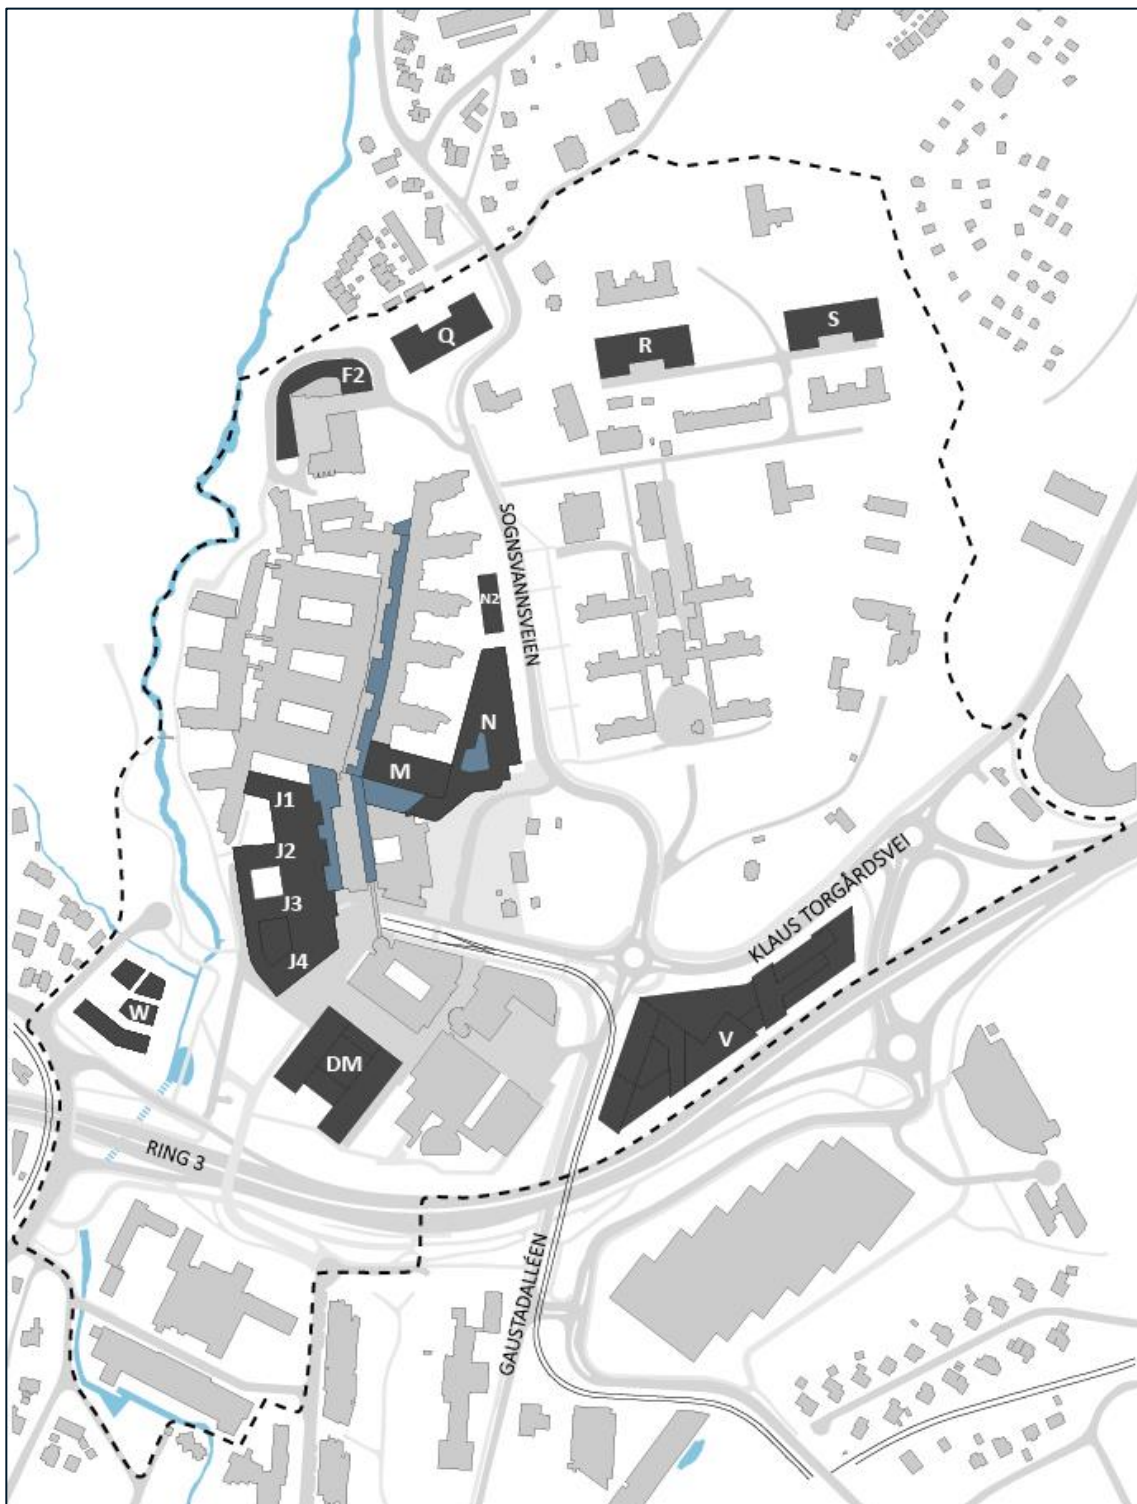 S
Q
R
F2
SOGNSVANNSVEIEN
N2
N
M
J1
J2
KLAUS TORGÅRDSVEI
J3
J4
W
V
DM
RING 3
GAUSTADALLÉEN